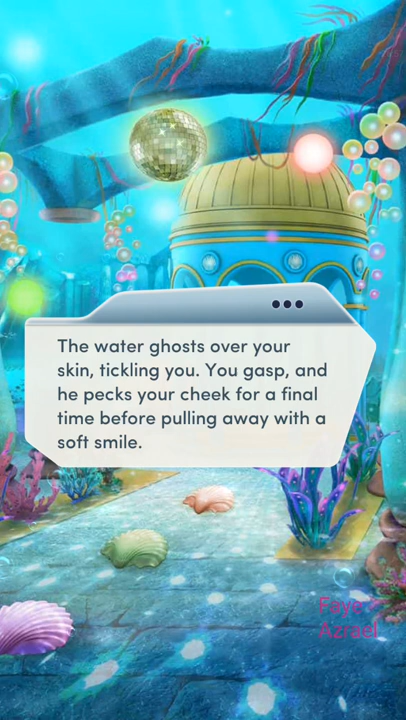 The water ghosts over your
skin, tickling you. You gasp, and
he pecks your cheek for a final
time before pulling away with a
soft smile.
Faye
Azrael